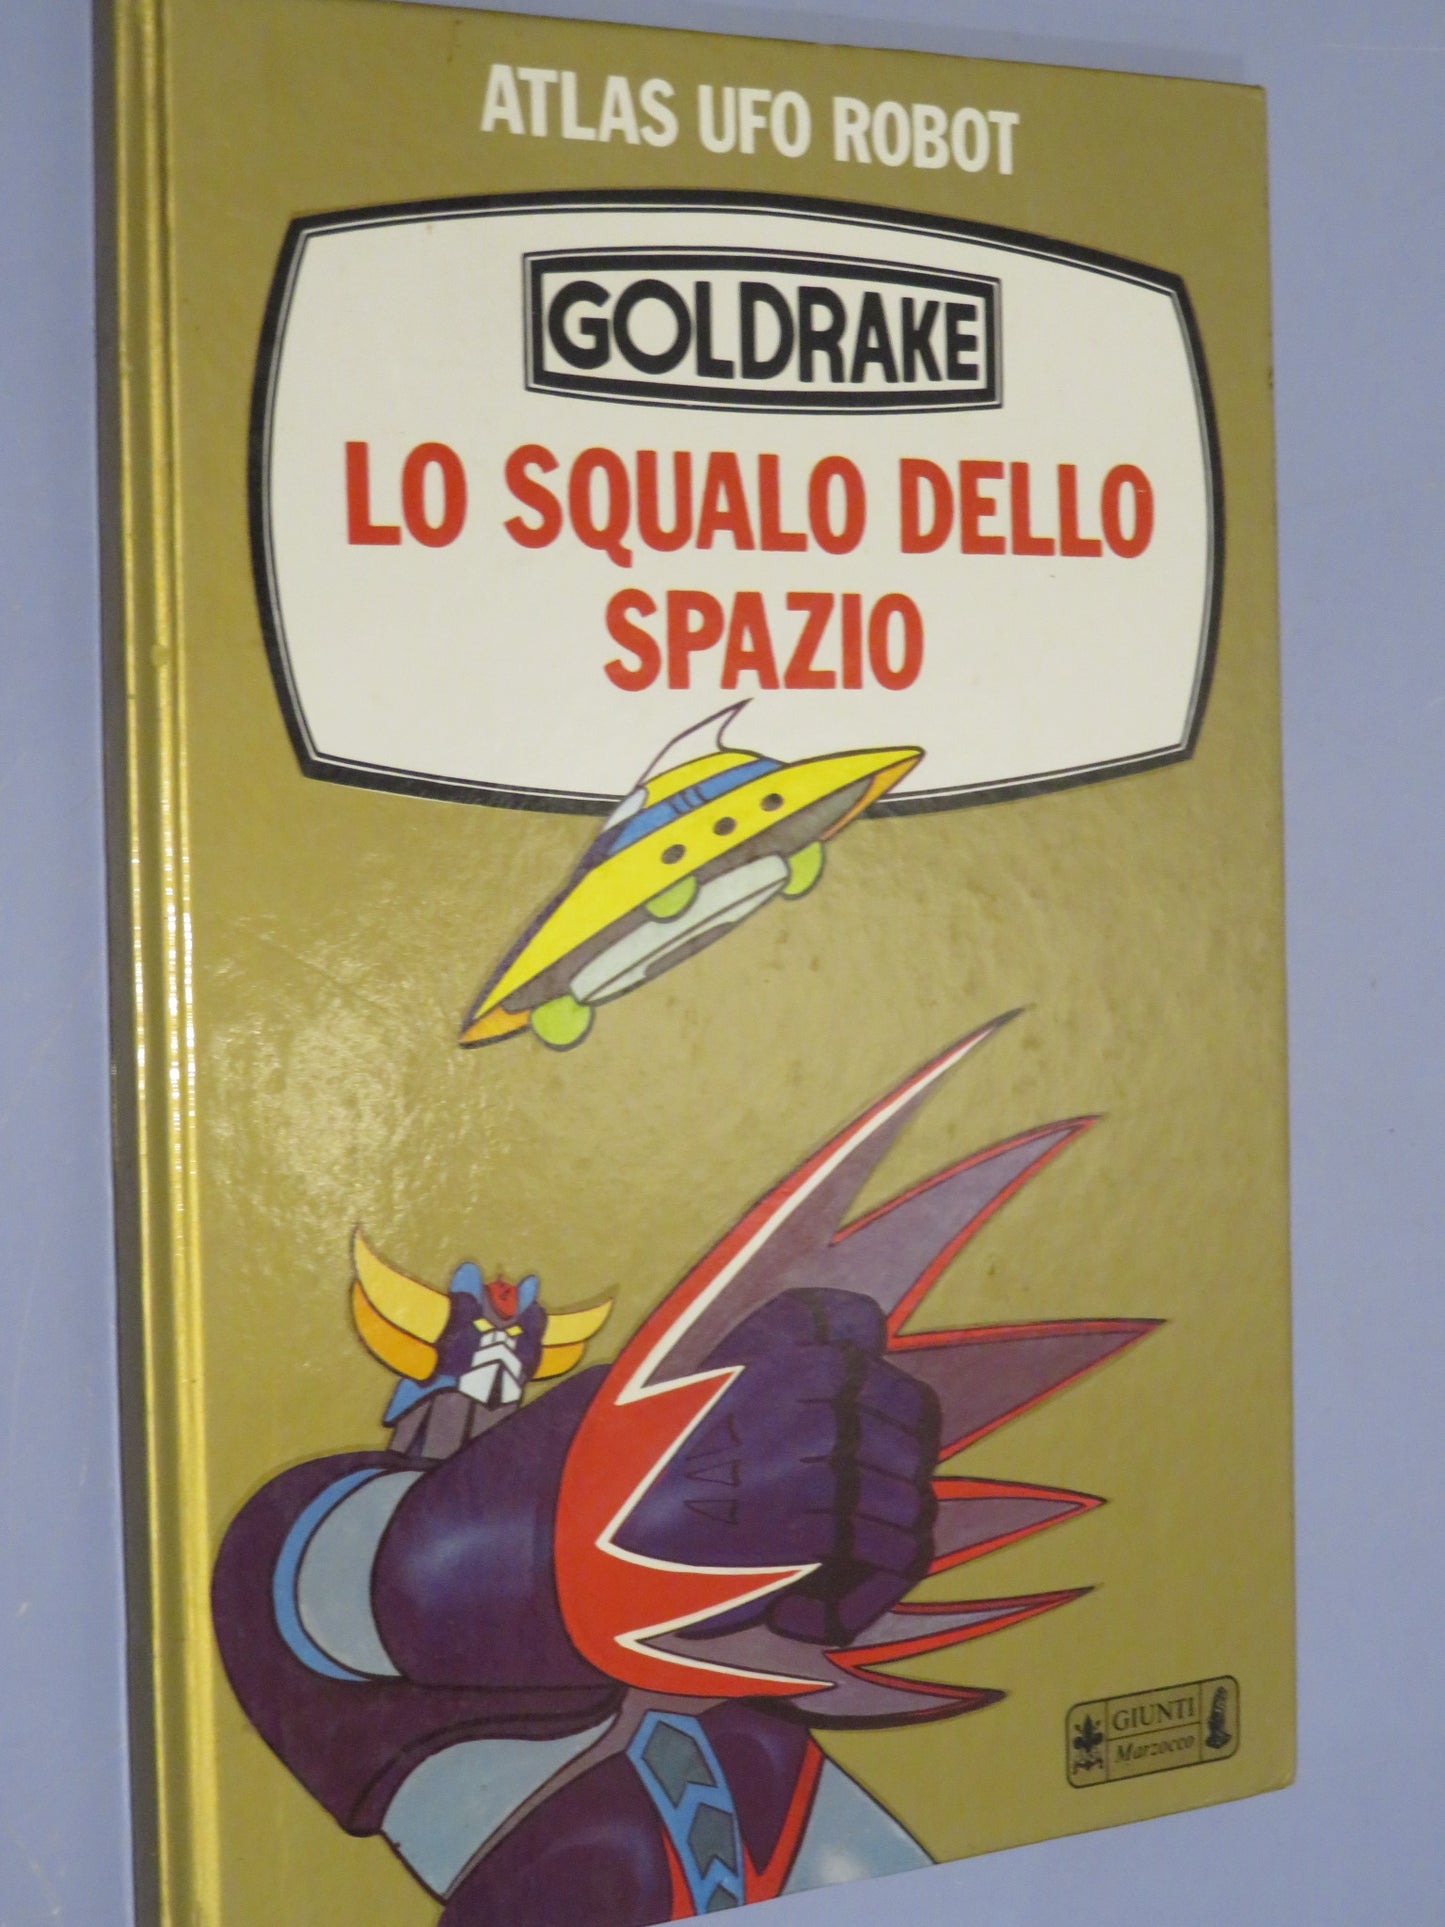 ATLAS UFO ROBOT
GOLDRAKE
LO SQUALO DELLO
SPAZIO
GIUNTI
Marzocco